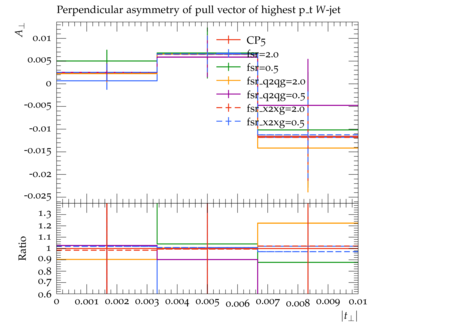 Perpendicular asymmetry of pull vector of highest p_t W-jet
A⊥
0.01
0.005
0
-0.005
-0.01
-0.015
-0.02
-0.025
CP5
fsr=2.0
fsr=0.5
fsr_q2qg=2.0
fsr_q2qg=0.5
fsr_x2xg=2.0
fsr_x2xg=0.5
Ratio
1.3
1.2
1.1
1
0.9
0.8
0.7
0.6
0 0.001 0.002 0.003 0.004 0.005 0.006 0.007 0.008 0.009 0.01
|t⊥|